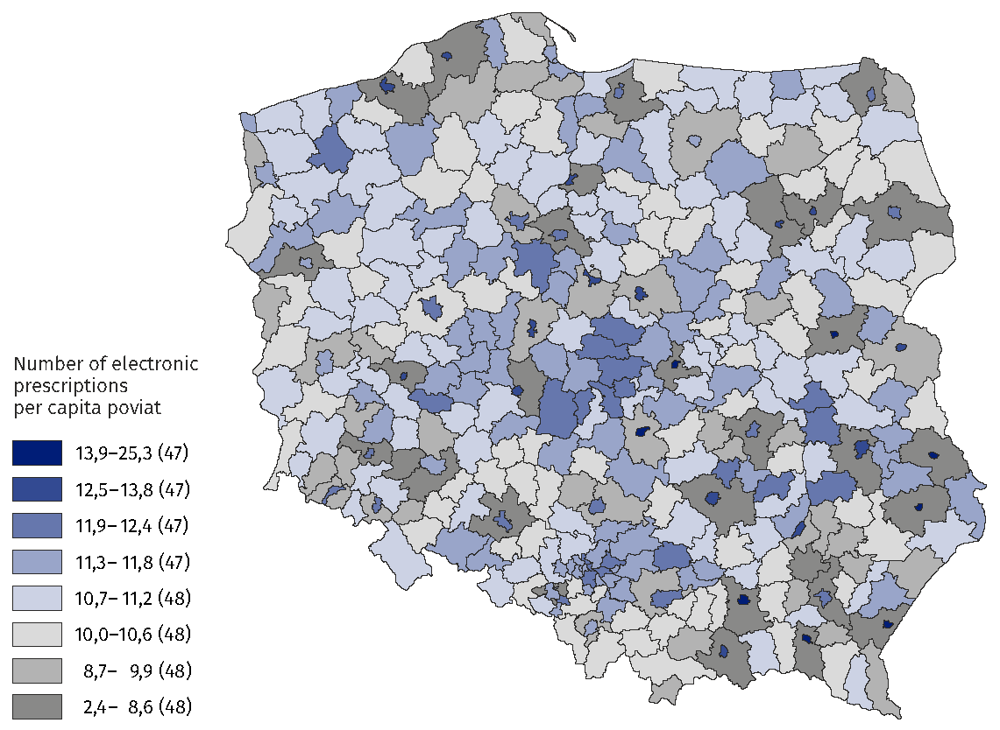 Number of electronic
prescriptions
per capita poviat
13,9–25,3 (47)
12,5–13,8 (47)
11,9–12,4 (47)
11,3–11,8 (47)
10,7–11,2 (48)
10,0–10,6 (48)
8,7– 9,9 (48)
2,4– 8,6 (48)